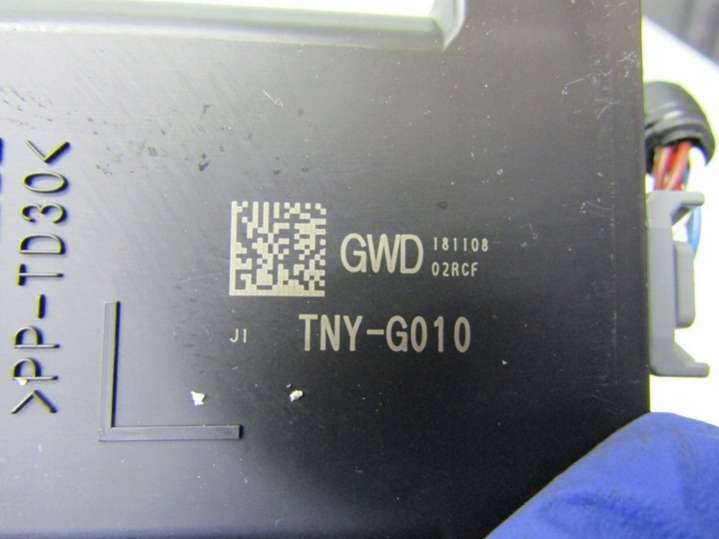 >PP-TD30<
GWD 181108
02RCF
J1 TNY-G010